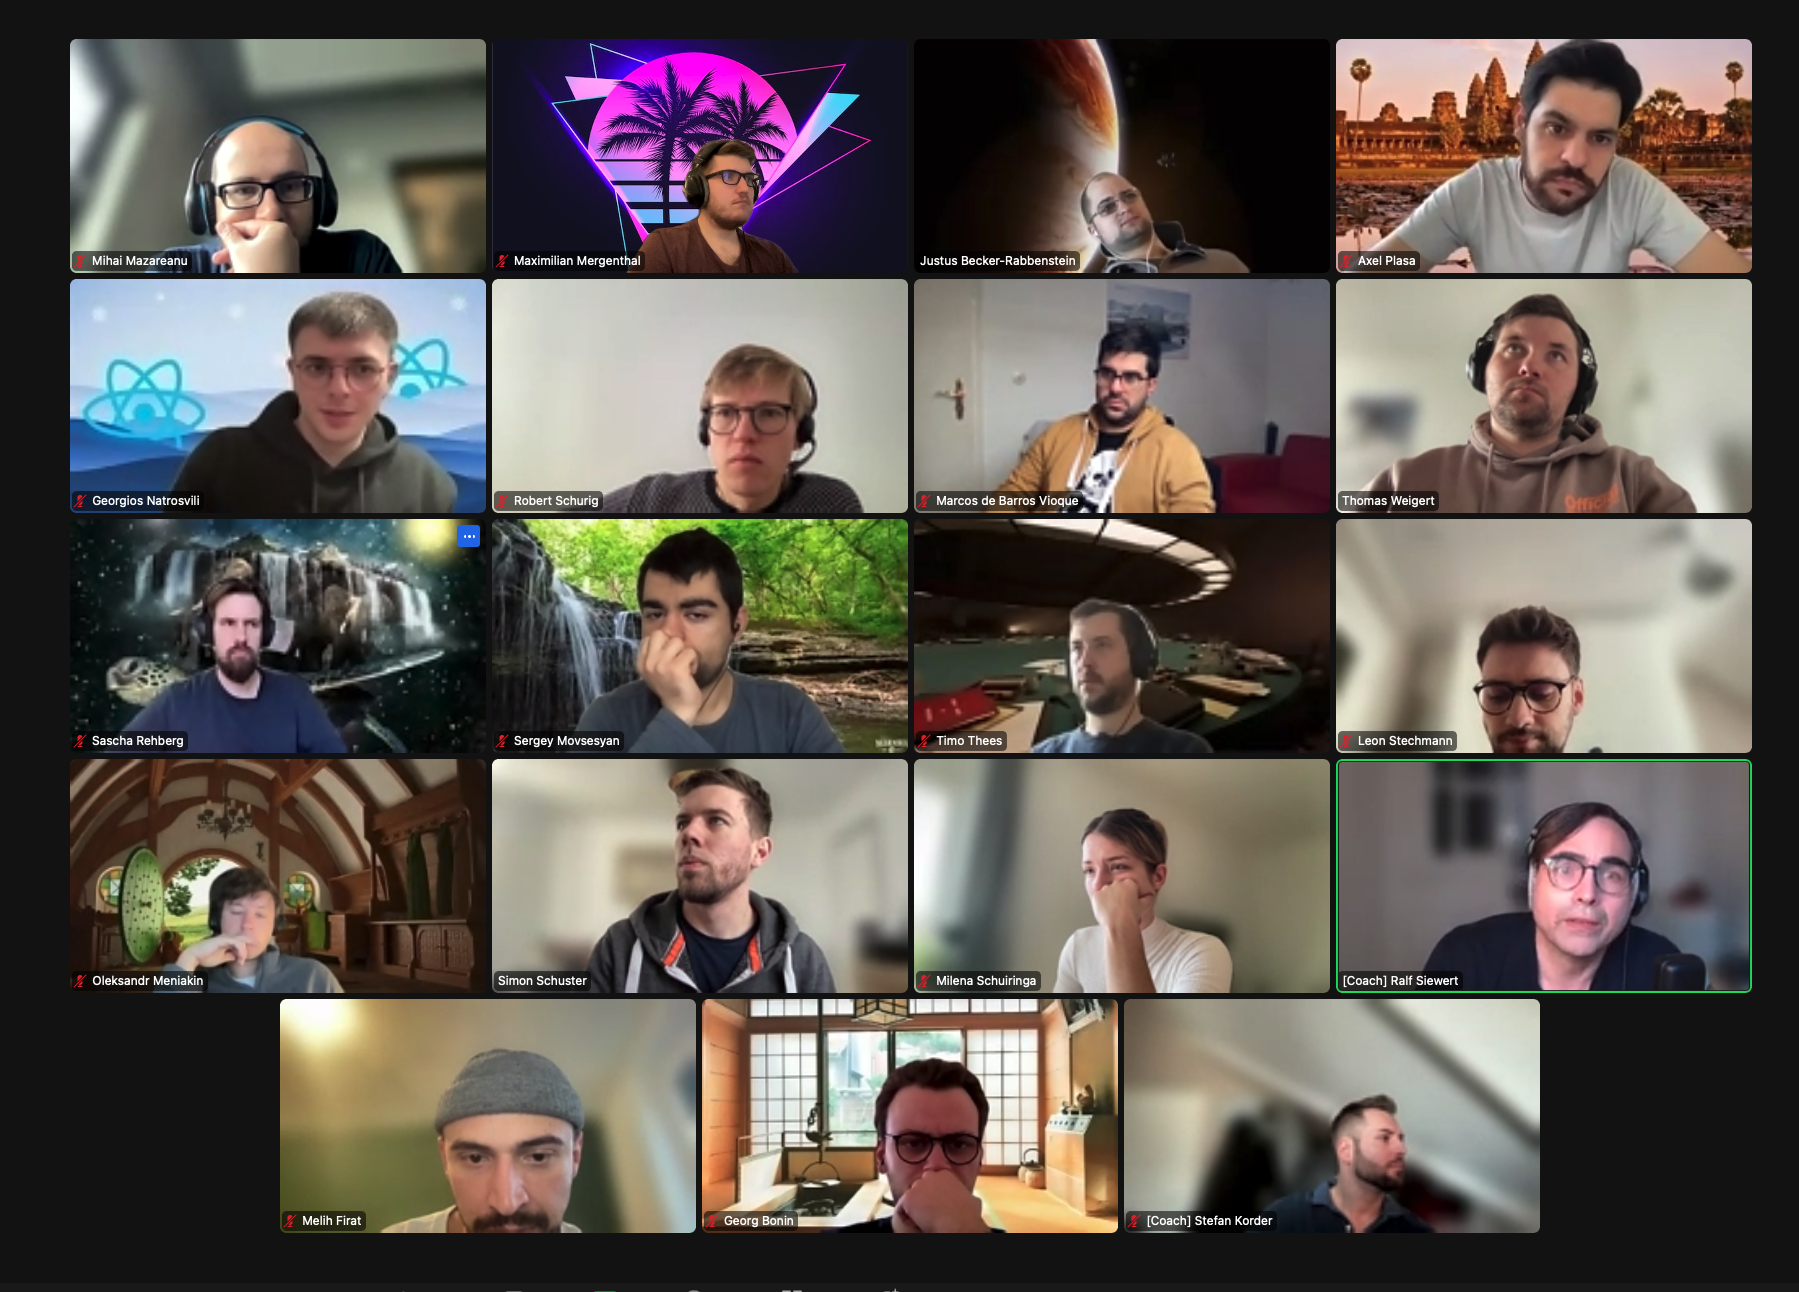 Mihai Mazareanu
Maximilian Mergenthal
Justus Becker-Rabbenstein
Axel Plasa
Georgios Natrosvili
Robert Schurig
Marcos de Barros Vioque
Thomas Weigert
Sascha Rehberg
Sergey Movsesyan
Timo Thees
Leon Stechmann
Oleksandr Meniakin
Simon Schuster
Milena Schuiringa
[Coach] Ralf Siewert
Melih Firat
Georg Bonin
[Coach] Stefan Korder